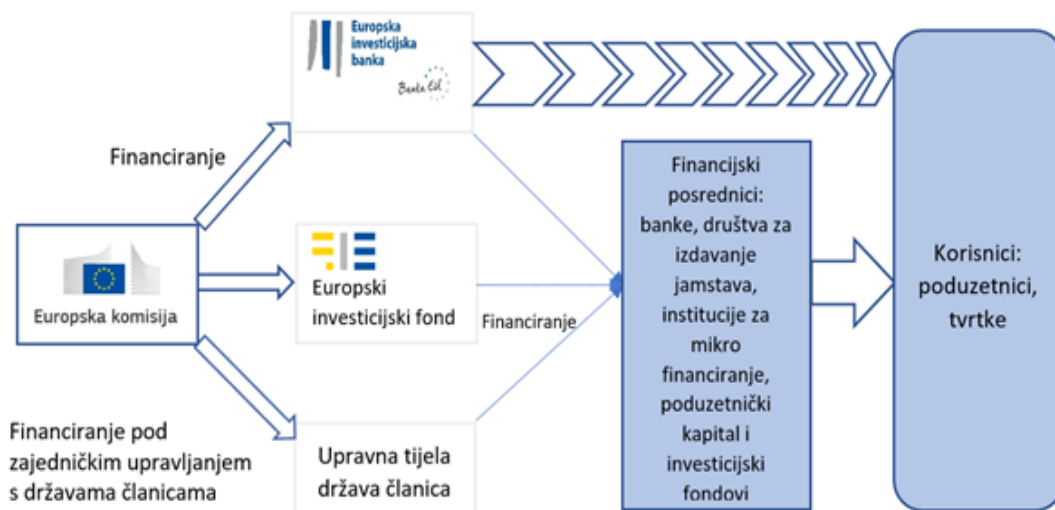 Europska
investicijska
banka
Banka EU
Financiranje
Europska komisija
Europski
investicijski fond
Financiranje
Financiranje pod
zajedničkim upravljanjem
s državama članicama
Upravna tijela
država članica
Financijski
posrednici:
banke, društva za
izdavanje
jamstava,
institucije za
mikro
financiranje,
poduzetnički
kapital i
investicijski
fondovi
Korisnici:
poduzetnici,
tvrtke